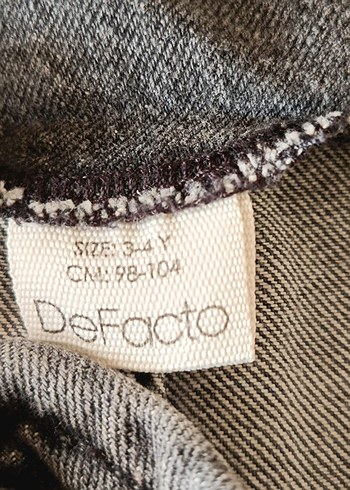 SIZE: 3-4 Y
CM: 98-104
DeFacto